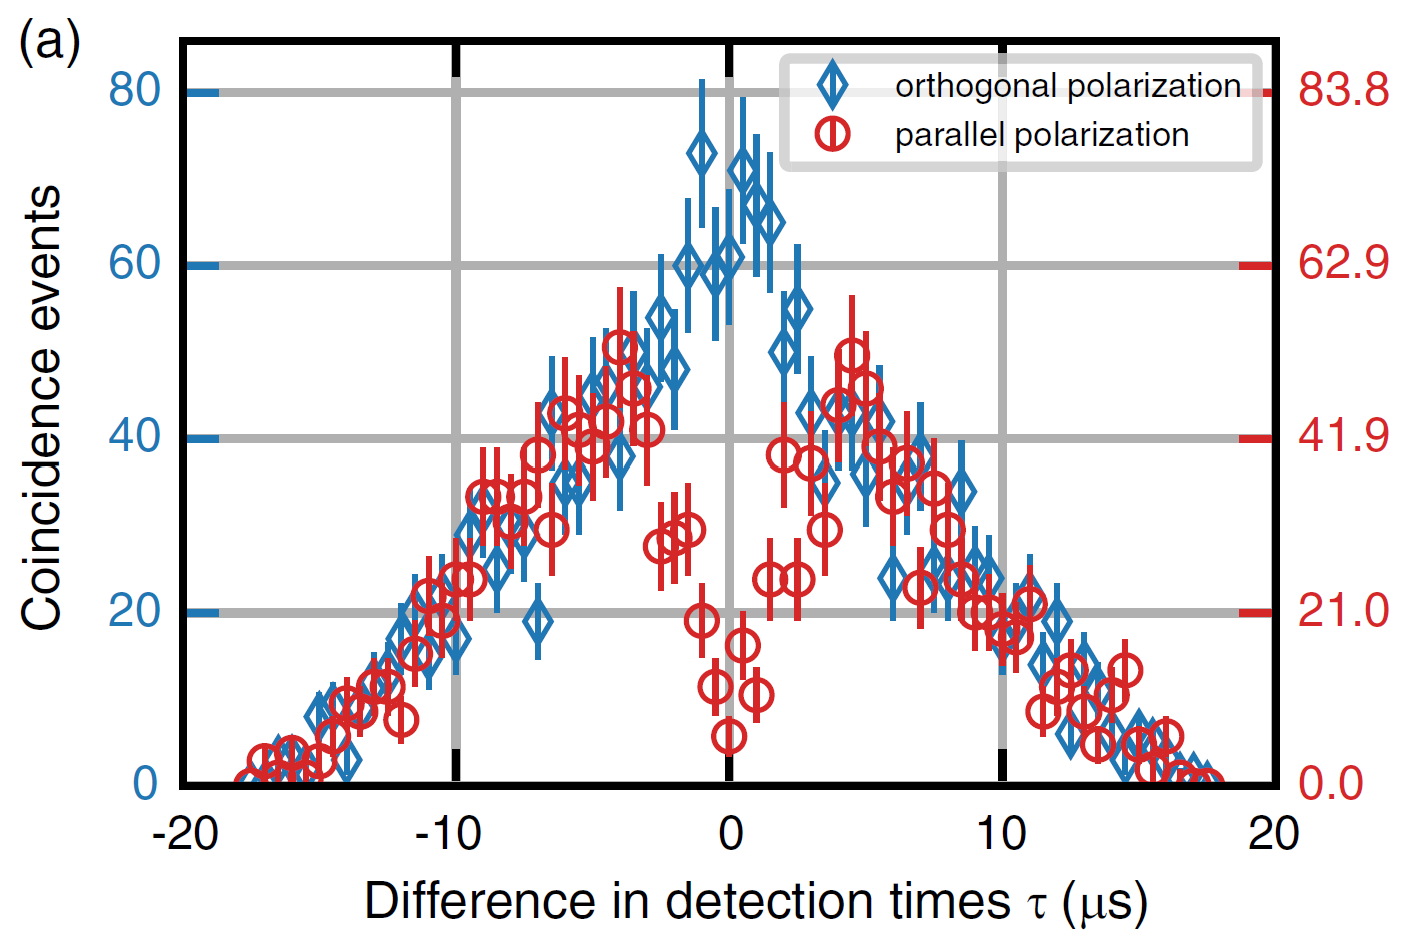 (a)
orthogonal polarization
parallel polarization
Coincidence events
80
60
40
20
0
83.8
62.9
41.9
21.0
0.0
-20 -10 0 10 20
Difference in detection times τ (μs)